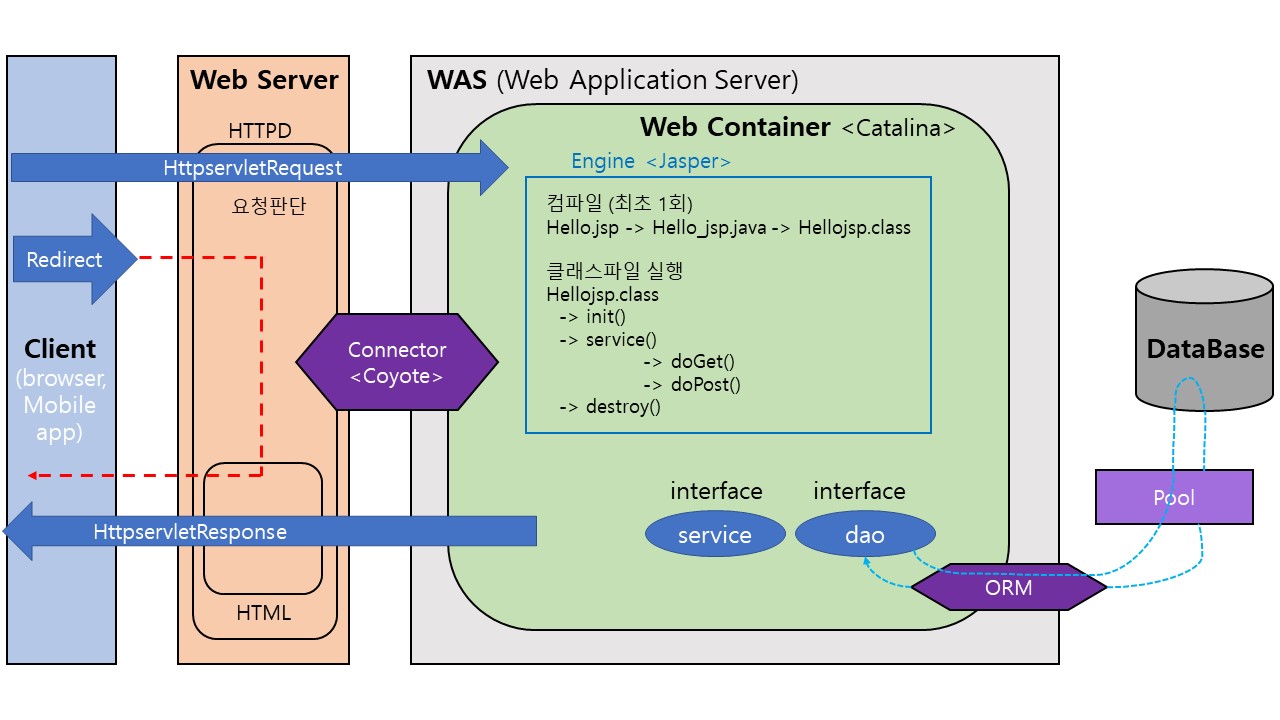 Web Server
WAS (Web Application Server)
HTTPD
Web Container <Catalina>
HttpservletRequest
Engine <Jasper>
요청판단
컴파일 (최초 1회)
Hello.jsp -> Hello_jsp.java -> Hellojsp.class
Redirect
클래스파일 실행
Hellojsp.class
-> init()
-> service()
-> doGet()
-> doPost()
-> destroy()
Client
(browser,
Mobile
app)
Connector
<Coyote>
DataBase
interface
interface
service
dao
Pool
HttpservletResponse
ORM
HTML